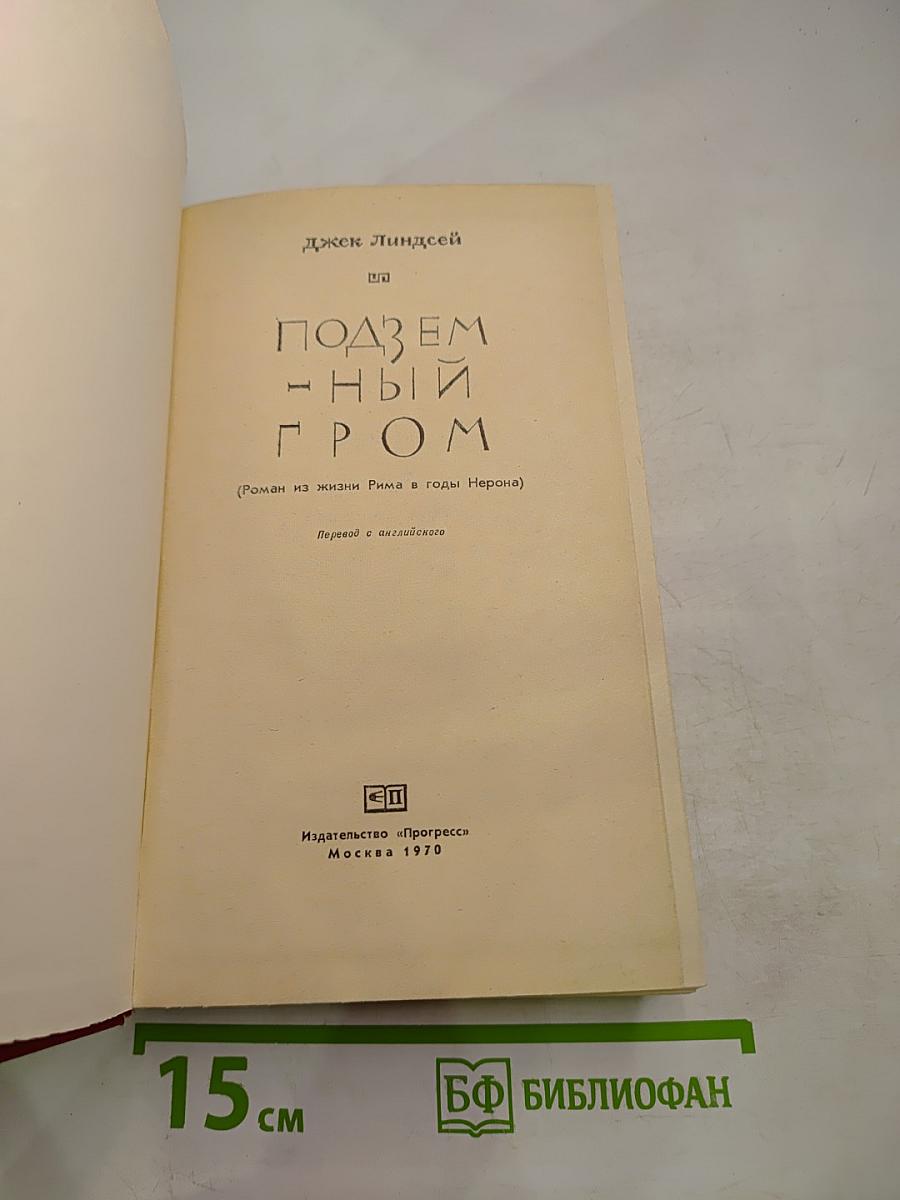 Джек Линдсей
ПОДЗЕМ
-НЫЙ
ГРОМ
(Роман из жизни Рима в годы Нерона)
Перевод с английского
П
Издательство «Прогресс»
Москва 1970
15 см
БФ БИБЛИОФАН